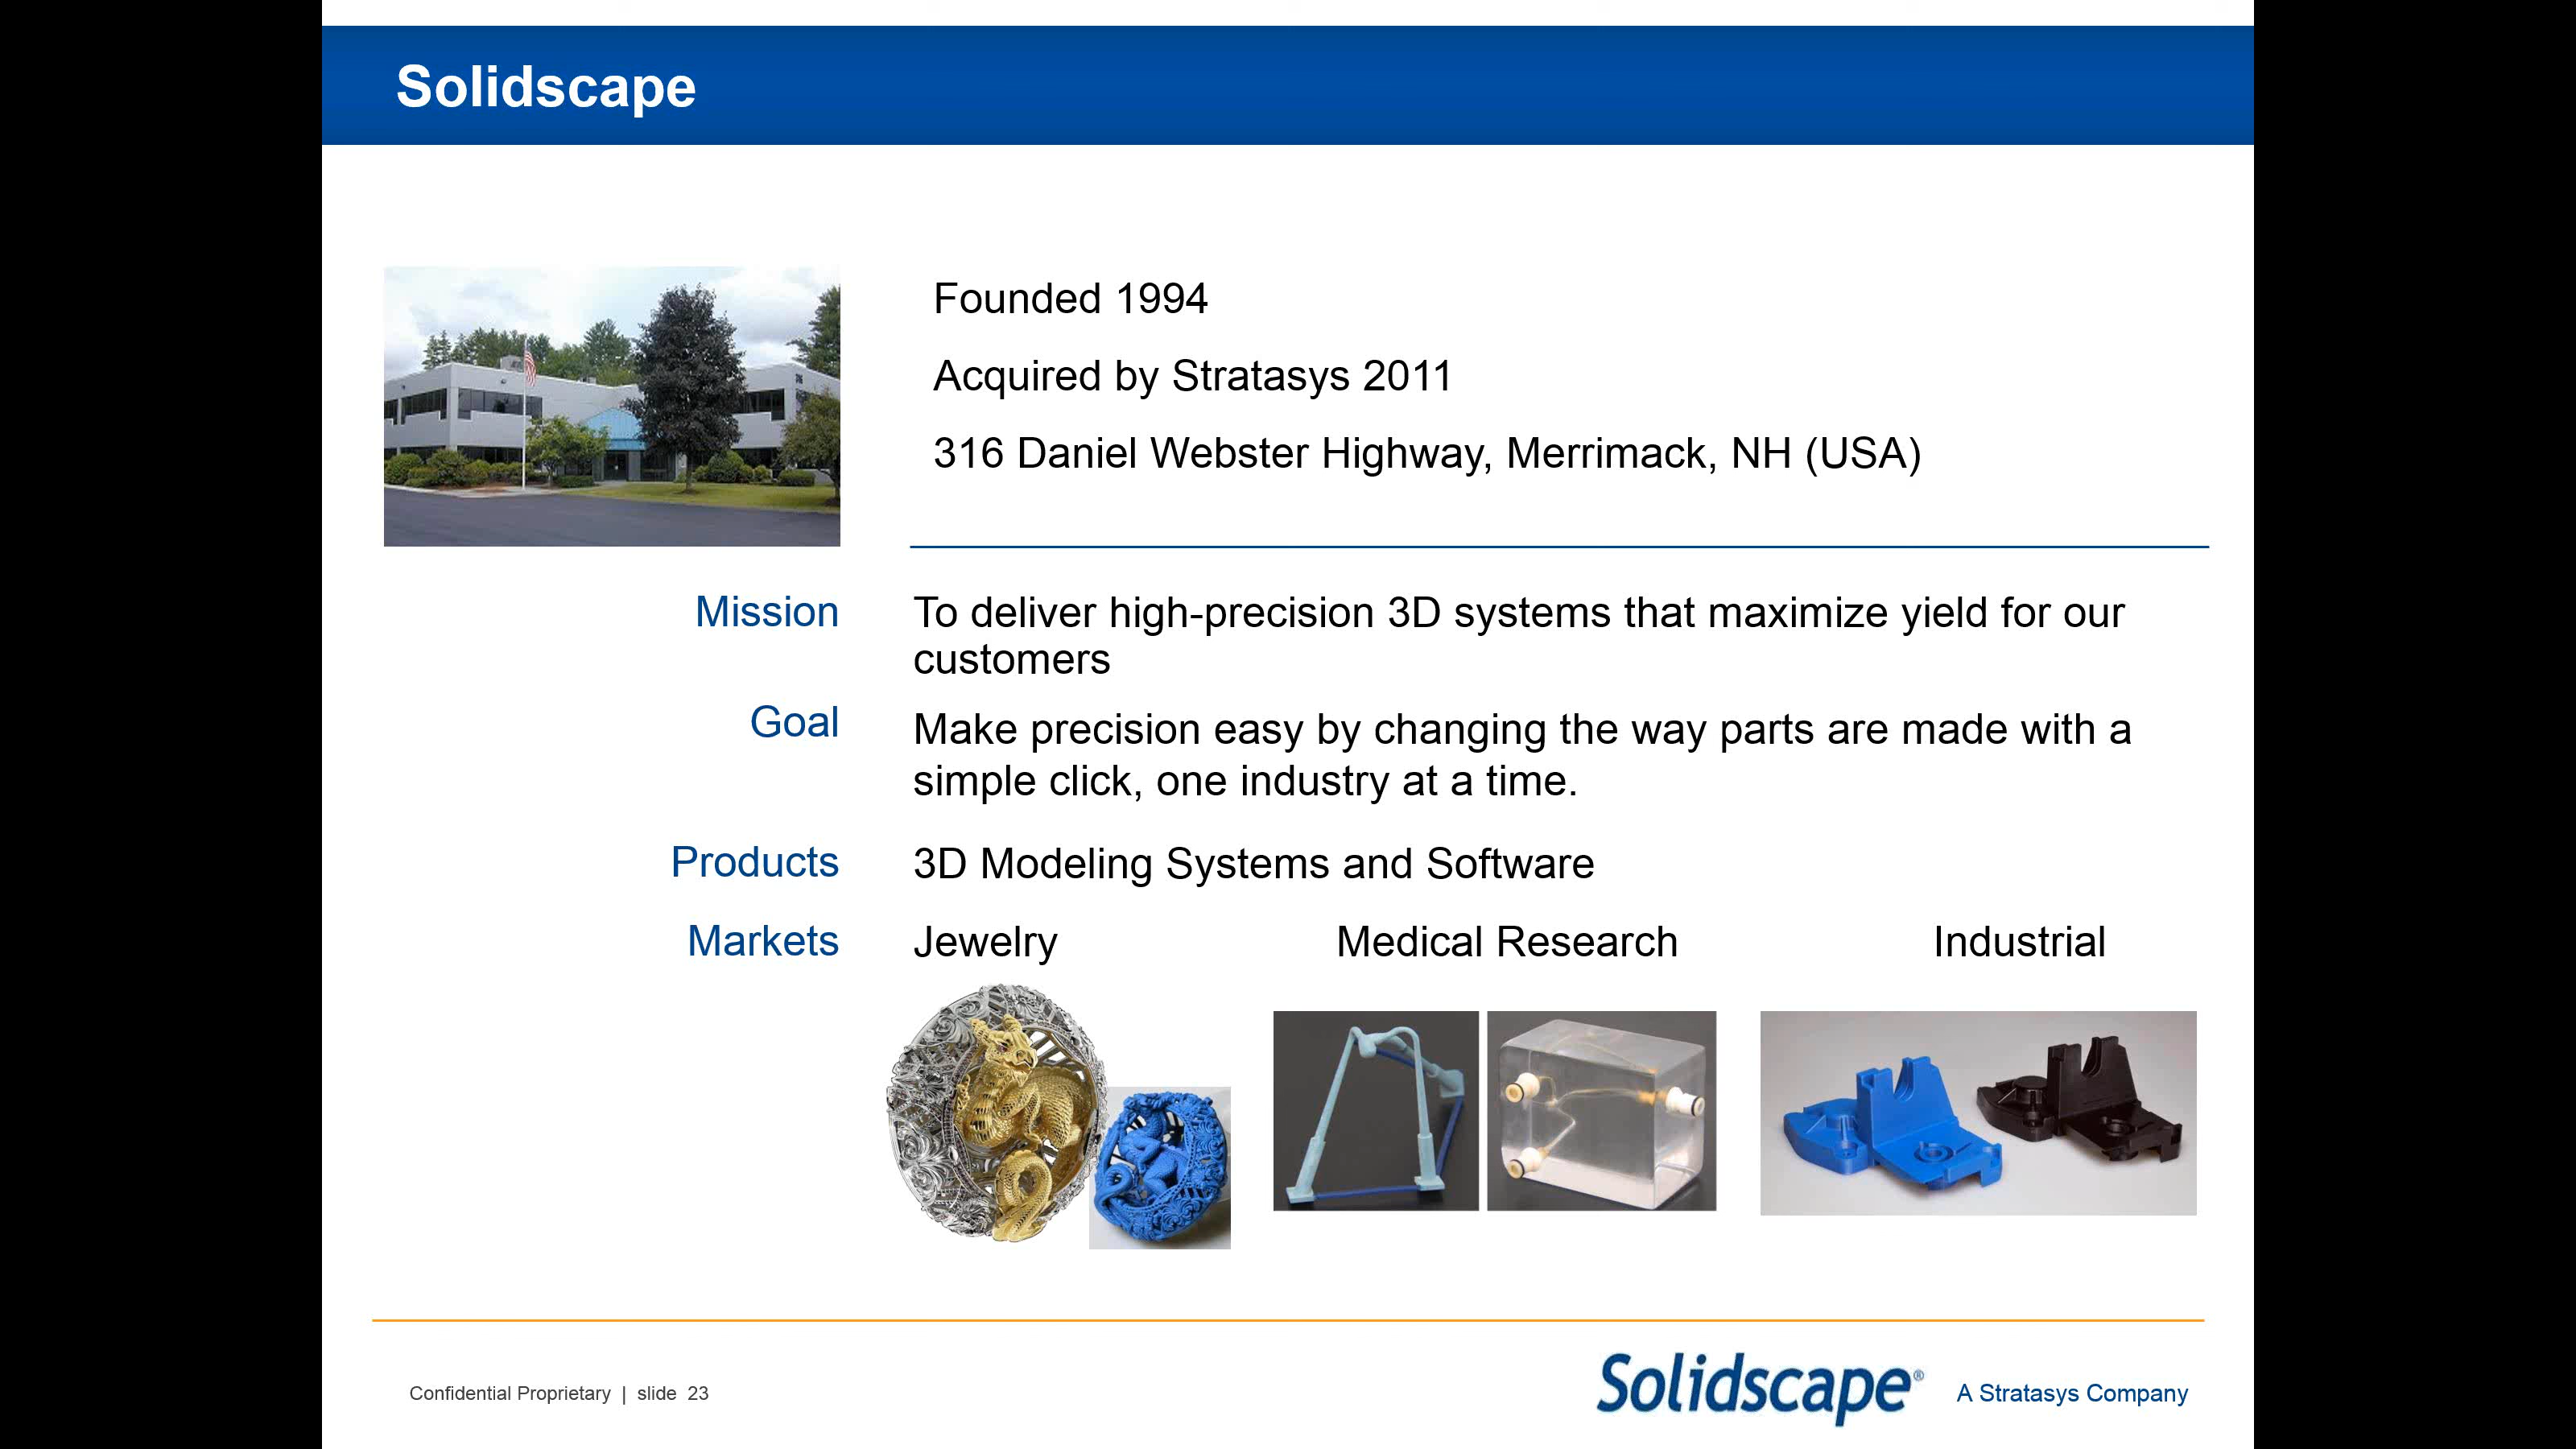 Solidscape
Founded 1994
Acquired by Stratasys 2011
316 Daniel Webster Highway, Merrimack, NH (USA)
Mission
To deliver high-precision 3D systems that maximize yield for our
customers
Goal
Make precision easy by changing the way parts are made with a
simple click, one industry at a time.
Products
3D Modeling Systems and Software
Markets
Jewelry
Medical Research
Industrial
Confidential Proprietary | slide 23
Solidscape®
A Stratasys Company